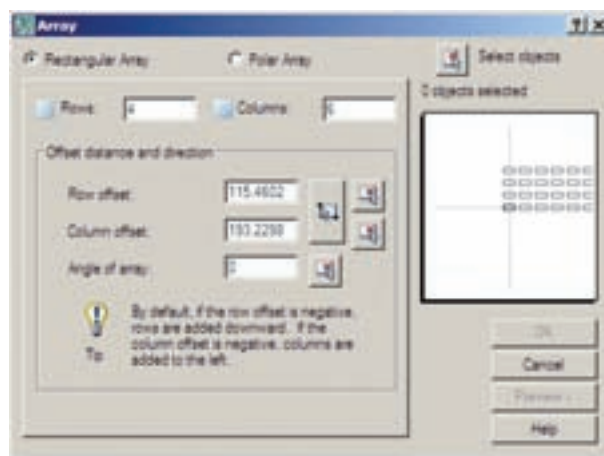 Array
Rectangular Array
Polar Array
Select objects
0 objects selected
Rows:
4
Columns:
6
Offset distance and direction
Row offset:
115.4602
Column offset:
193.2298
Angle of array:
0
By default, if the row offset is negative,
rows are added downward. If the
column offset is negative, columns are
added to the left.
Tip
OK
Cancel
Preview <
Help